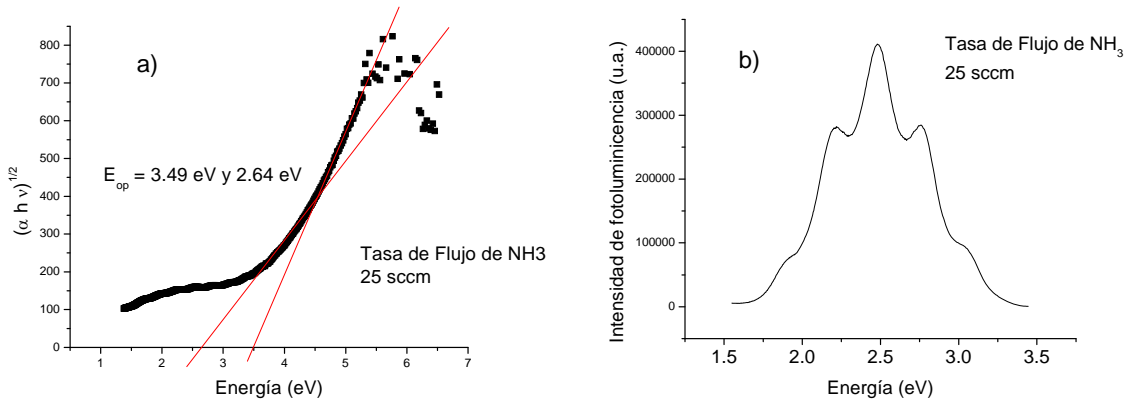 a)
E_op = 3.49 eV y 2.64 eV
Tasa de Flujo de NH3
25 sccm
(α h ν)^1/2
800
700
600
500
400
300
200
100
0
1 2 3 4 5 6 7
Energía (eV)
b)
Tasa de Flujo de NH₃
25 sccm
Intensidad de fotoluminicencia (u.a.)
400000
300000
200000
100000
0
1.5 2.0 2.5 3.0 3.5
Energía (eV)